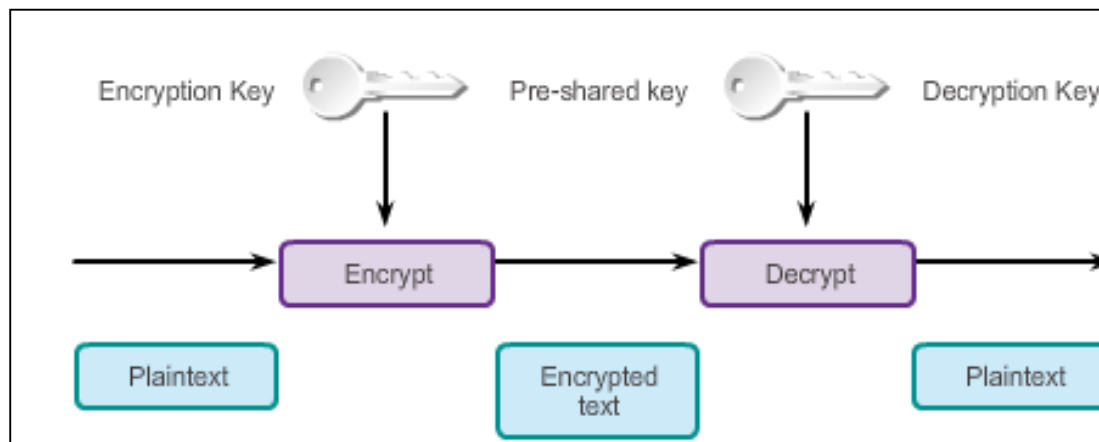 Encryption Key
Pre-shared key
Decryption Key
Encrypt
Decrypt
Plaintext
Encrypted
text
Plaintext